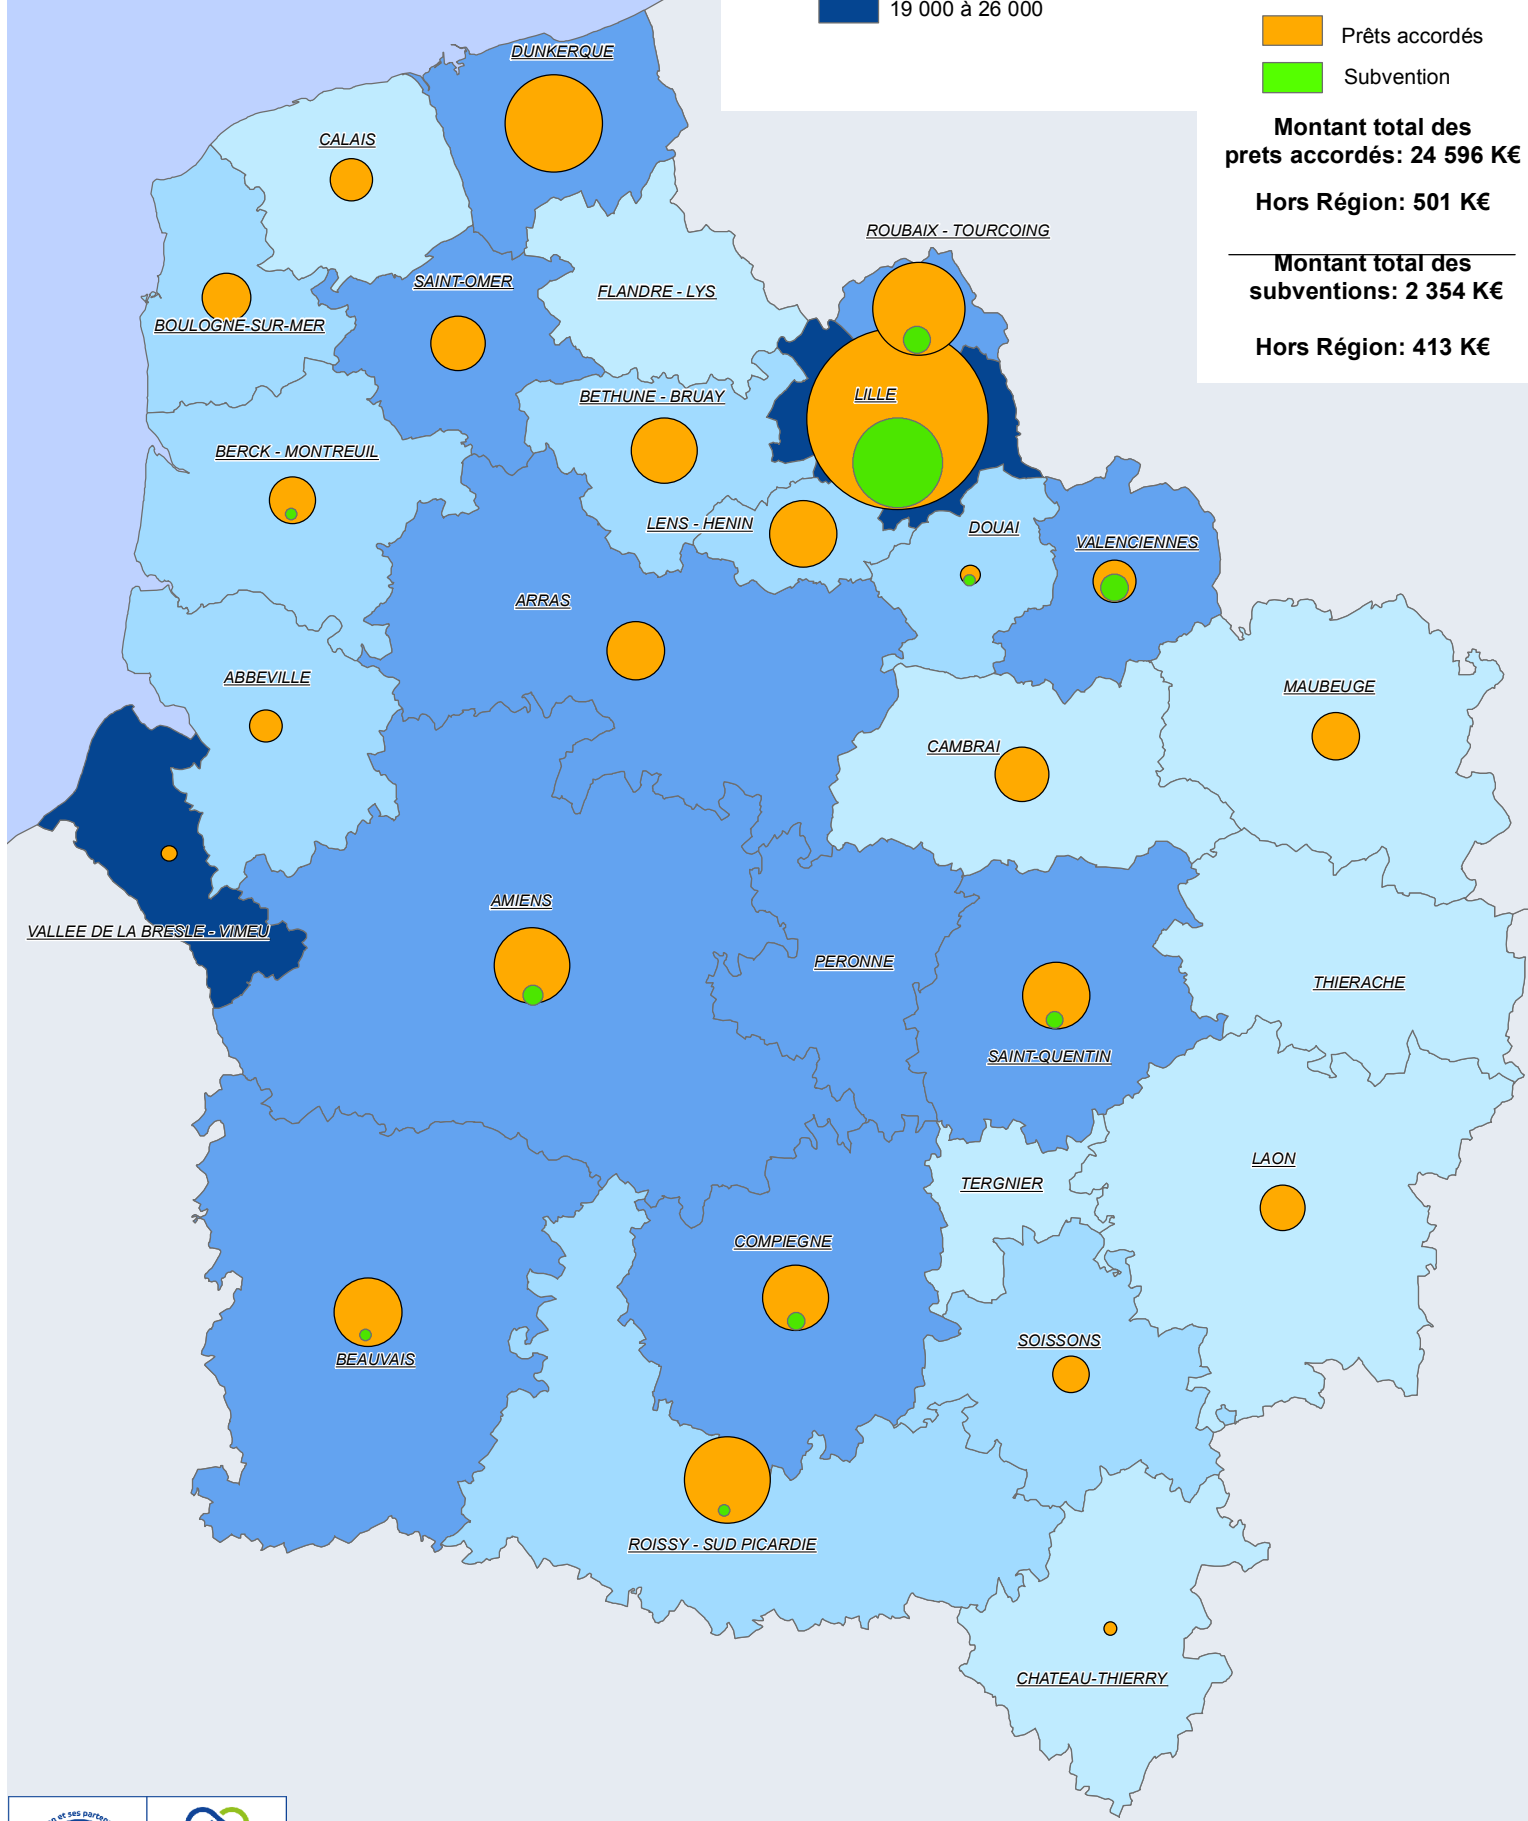 19 000 à 26 000
Prêts accordés
Subvention
Montant total des
prets accordés: 24 596 K€
Hors Région: 501 K€
Montant total des
subventions: 2 354 K€
Hors Région: 413 K€
DUNKERQUE
CALAIS
ROUBAIX - TOURCOING
SAINT-OMER
FLANDRE - LYS
BOULOGNE-SUR-MER
LILLE
BETHUNE - BRUAY
BERCK - MONTREUIL
LENS - HENIN
DOUAI
VALENCIENNES
ARRAS
ABBEVILLE
MAUBEUGE
CAMBRAI
AMIENS
VALLEE DE LA BRESLE - VIMEU
PERONNE
THIERACHE
SAINT-QUENTIN
LAON
TERGNIER
COMPIEGNE
SOISSONS
BEAUVAIS
ROISSY - SUD PICARDIE
CHATEAU-THIERRY
et ses